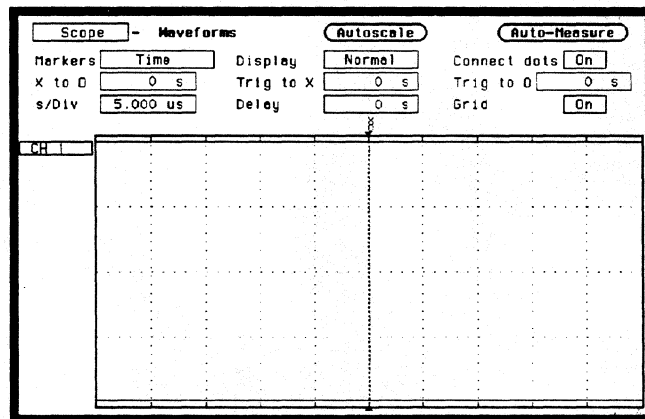 Scope - Waveforms Autoscale Auto-Measure
Markers Time Display Normal Connect dots On
X to O 0 s Trig to X 0 s Trig to O 0 s
s/Div 5.000 us Delay 0 s Grid On
CH 1